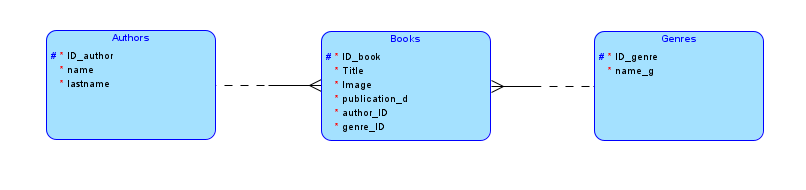 Authors
# * ID_author
* name
* lastname
Books
# * ID_book
* Title
* Image
* publication_d
* author_ID
* genre_ID
Genres
# * ID_genre
* name_g